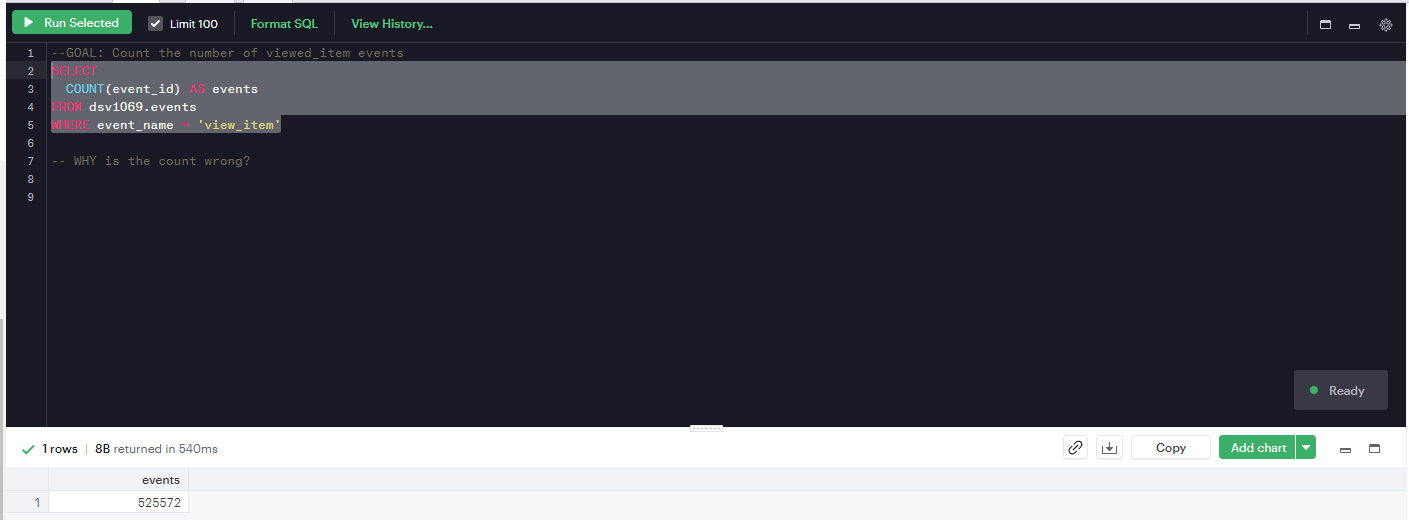 Run Selected Limit 100 Format SQL View History...
1 --GOAL: Count the number of viewed_item events
2 SELECT
3 COUNT(event_id) AS events
4 FROM dsv1069.events
5 WHERE event_name = 'view_item'
6
7 -- WHY is the count wrong?
8
9
Ready
1 rows | 8B returned in 540ms Copy Add chart
events
1 525572